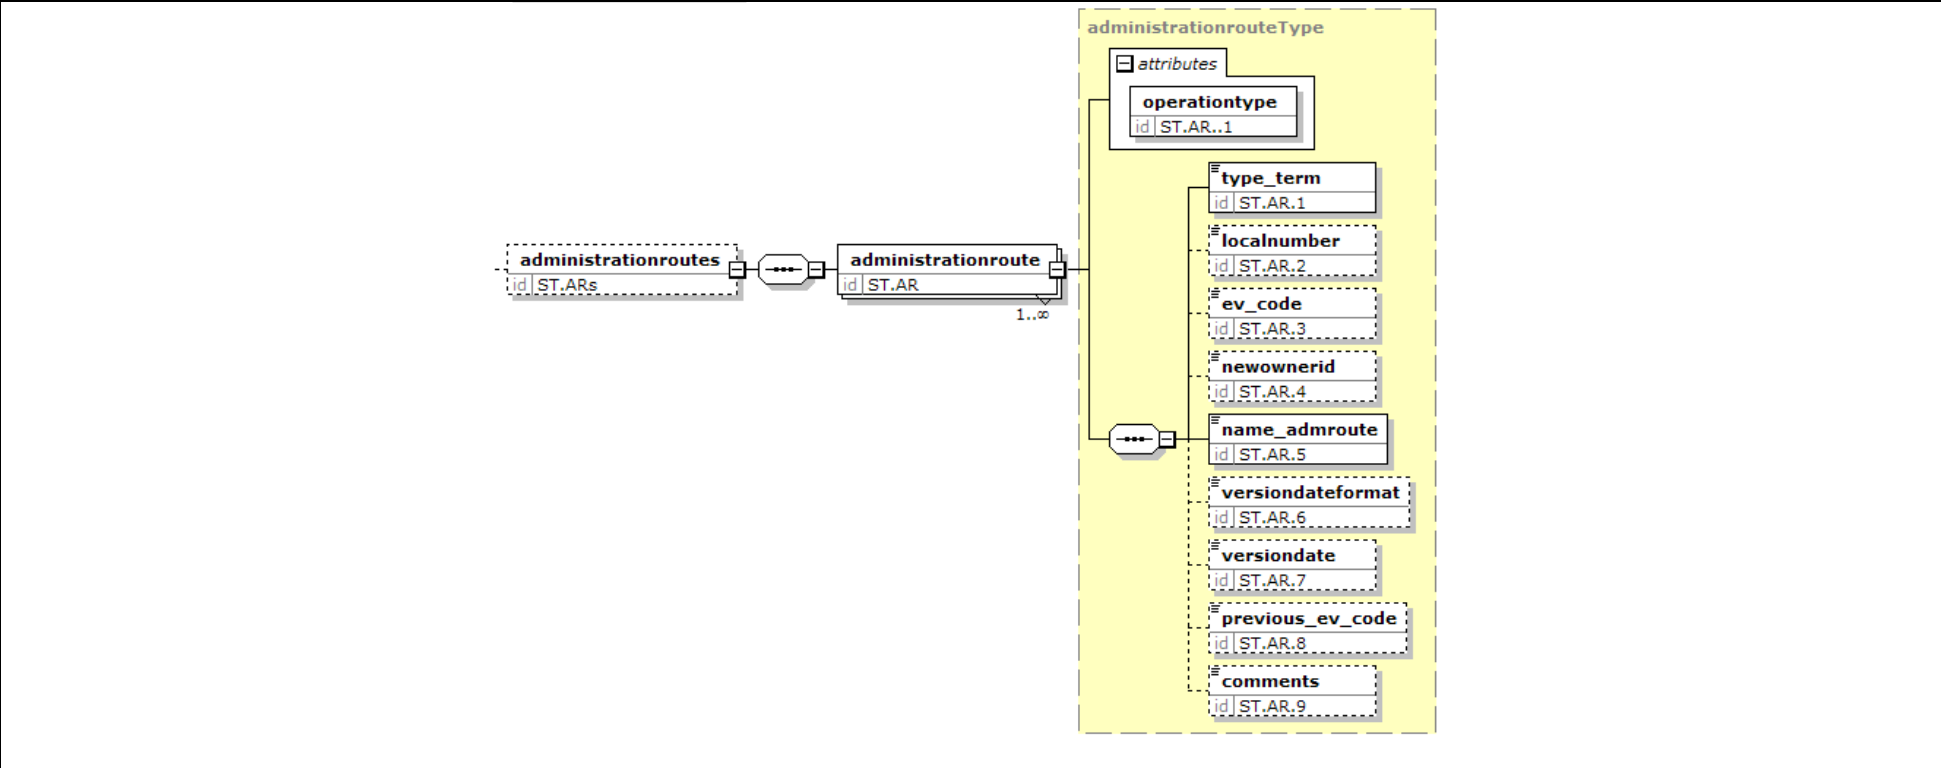 administrationrouteType
attributes
operationtype
id ST.AR..1
type_term
id ST.AR.1
localnumber
id ST.AR.2
administrationroutes
id ST.ARs
administrationroute
id ST.AR
1..∞
ev_code
id ST.AR.3
newownerid
id ST.AR.4
name_admroute
id ST.AR.5
versiondateformat
id ST.AR.6
versiondate
id ST.AR.7
previous_ev_code
id ST.AR.8
comments
id ST.AR.9